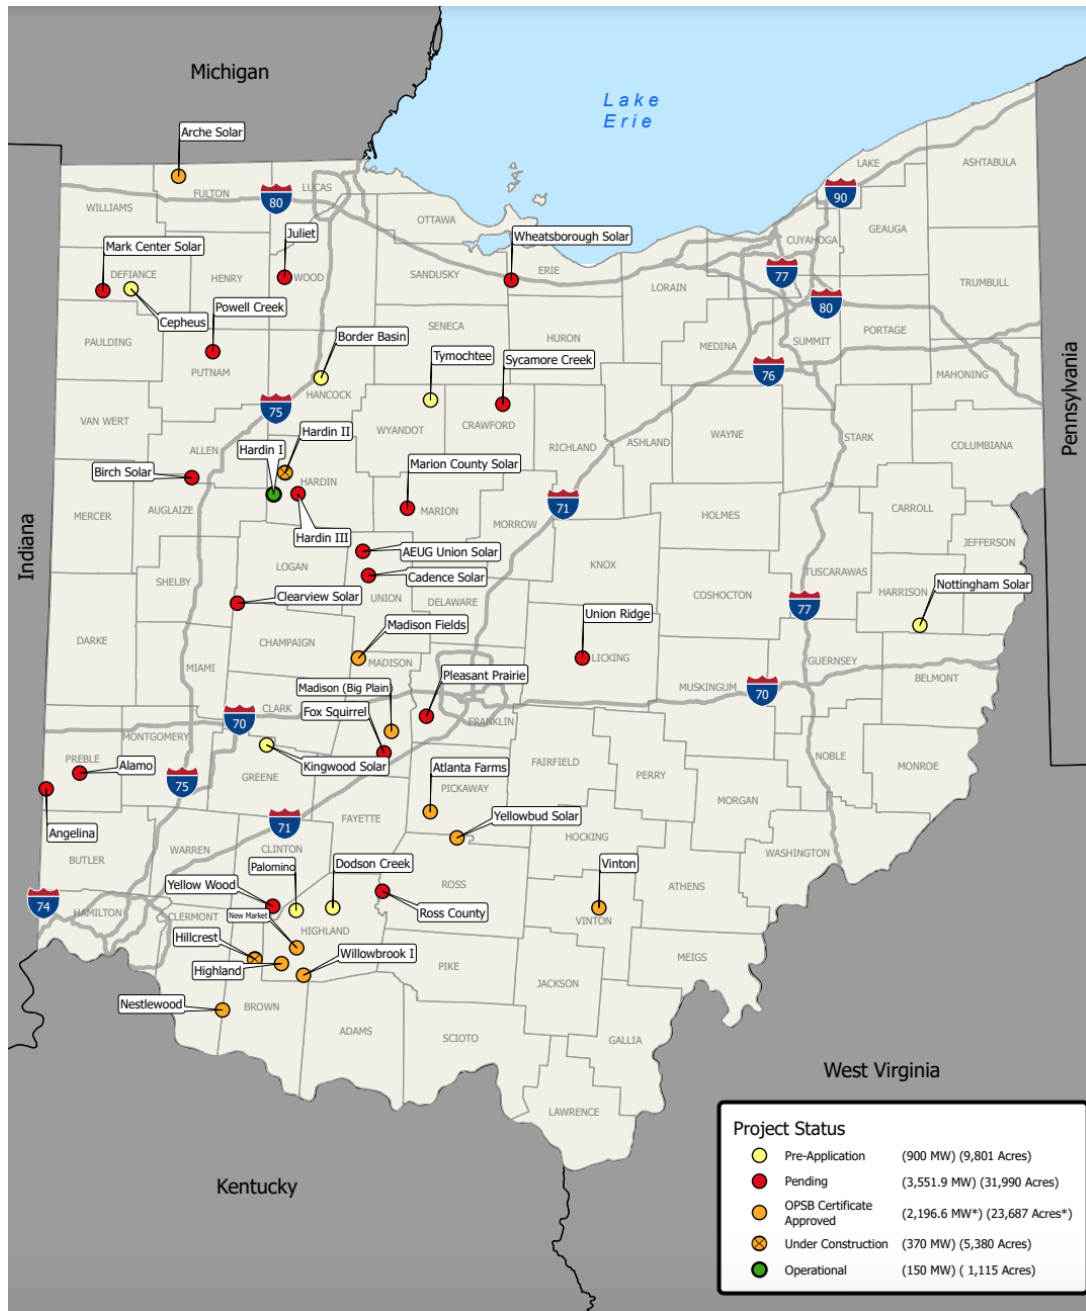 Michigan
Lake
Erie
Arche Solar
LAKE
ASHTABULA
LUCAS
FULTON
80
90
WILLIAMS
GEAUGA
OTTAWA
Juliet
Wheatsborough Solar
CUYAHOGA
Mark Center Solar
DEFIANCE
HENRY
WOOD
SANDUSKY
ERIE
77
TRUMBULL
LORAIN
Powell Creek
80
Cepheus
SENECA
PORTAGE
PAULDING
Border Basin
HURON
MEDINA
SUMMIT
Tymochtee
Sycamore Creek
PUTNAM
76
MAHONING
HANCOCK
75
VAN WERT
WYANDOT
CRAWFORD
Hardin II
RICHLAND
ASHLAND
WAYNE
STARK
COLUMBIANA
Pennsylvania
ALLEN
Hardin I
Birch Solar
Marion County Solar
HARDIN
AUGLAIZE
MERCER
MARION
71
CARROLL
HOLMES
MORROW
Hardin III
JEFFERSON
Indiana
AEUG Union Solar
LOGAN
KNOX
TUSCARAWAS
SHELBY
Cadence Solar
Nottingham Solar
Clearview Solar
UNION
DELAWARE
COSHOCTON
77
HARRISON
Union Ridge
Madison Fields
DARKE
CHAMPAIGN
LICKING
MADISON
GUERNSEY
MIAMI
Pleasant Prairie
BELMONT
Madison (Big Plain)
MUSKINGUM
70
CLARK
Fox Squirrel
70
FRANKLIN
MONTGOMERY
NOBLE
PREBLE
Alamo
Kingwood Solar
Atlanta Farms
FAIRFIELD
MONROE
GREENE
75
PERRY
PICKAWAY
MORGAN
Yellowbud Solar
71
FAYETTE
Angelina
HOCKING
WASHINGTON
BUTLER
WARREN
CLINTON
Palomino
Dodson Creek
Vinton
Yellow Wood
ROSS
ATHENS
74
HAMILTON
CLERMONT
New Market
Ross County
VINTON
HIGHLAND
Hillcrest
Willowbrook I
MEIGS
Highland
PIKE
JACKSON
Nestlewood
BROWN
ADAMS
SCIOTO
GALLIA
West Virginia
LAWRENCE
Kentucky
Project Status
Pre-Application (900 MW) (9,801 Acres)
Pending (3,551.9 MW) (31,990 Acres)
OPSB Certificate
Approved (2,196.6 MW*) (23,687 Acres*)
Under Construction (370 MW) (5,380 Acres)
Operational (150 MW) ( 1,115 Acres)